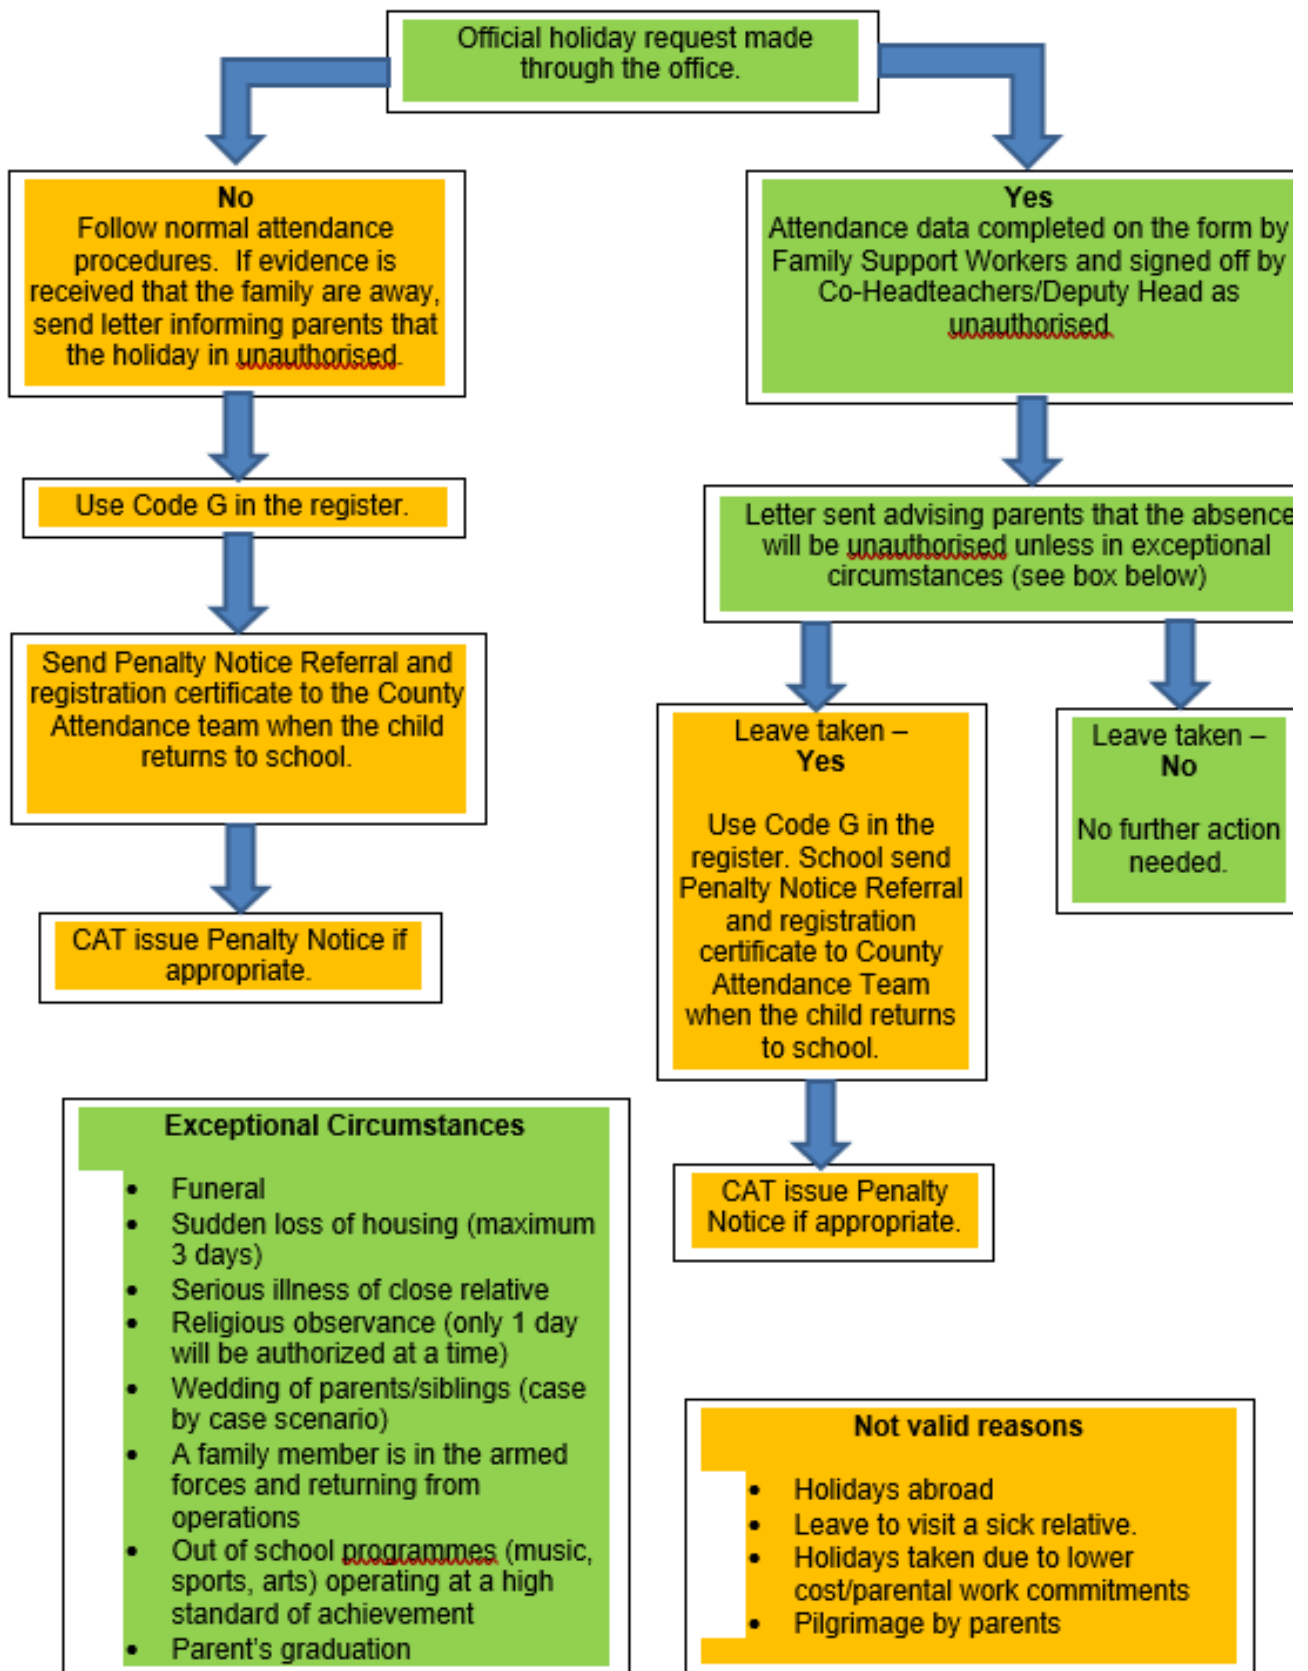 Official holiday request made
through the office.
No
Follow normal attendance
procedures. If evidence is
received that the family are away,
send letter informing parents that
the holiday in unauthorised.
Yes
Attendance data completed on the form by
Family Support Workers and signed off by
Co-Headteachers/Deputy Head as
unauthorised
Use Code G in the register.
Letter sent advising parents that the absence
will be unauthorised unless in exceptional
circumstances (see box below)
Send Penalty Notice Referral and
registration certificate to the County
Attendance team when the child
returns to school.
Leave taken –
Yes
Use Code G in the
register. School send
Penalty Notice Referral
and registration
certificate to County
Attendance Team
when the child returns
to school.
Leave taken –
No
No further action
needed.
CAT issue Penalty Notice if
appropriate.
CAT issue Penalty
Notice if appropriate.
Exceptional Circumstances
• Funeral
• Sudden loss of housing (maximum
3 days)
• Serious illness of close relative
• Religious observance (only 1 day
will be authorized at a time)
• Wedding of parents/siblings (case
by case scenario)
• A family member is in the armed
forces and returning from
operations
• Out of school programmes (music,
sports, arts) operating at a high
standard of achievement
• Parent's graduation
Not valid reasons
• Holidays abroad
• Leave to visit a sick relative.
• Holidays taken due to lower
cost/parental work commitments
• Pilgrimage by parents